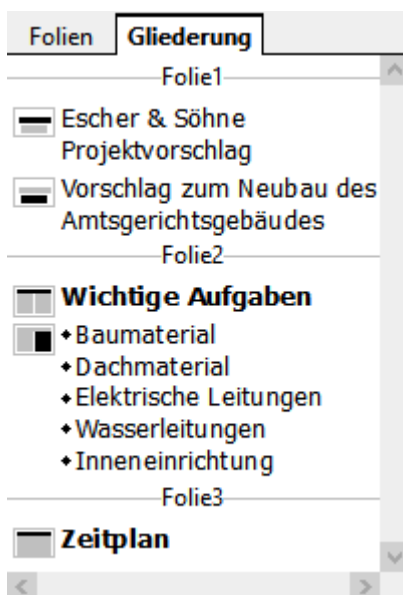 Folien Gliederung
Folie1
Escher & Söhne
Projektvorschlag
Vorschlag zum Neubau des
Amtsgerichtsgebäudes
Folie2
Wichtige Aufgaben
◆Baumaterial
◆Dachmaterial
◆Elektrische Leitungen
◆Wasserleitungen
◆Inneneinrichtung
Folie3
Zeitplan